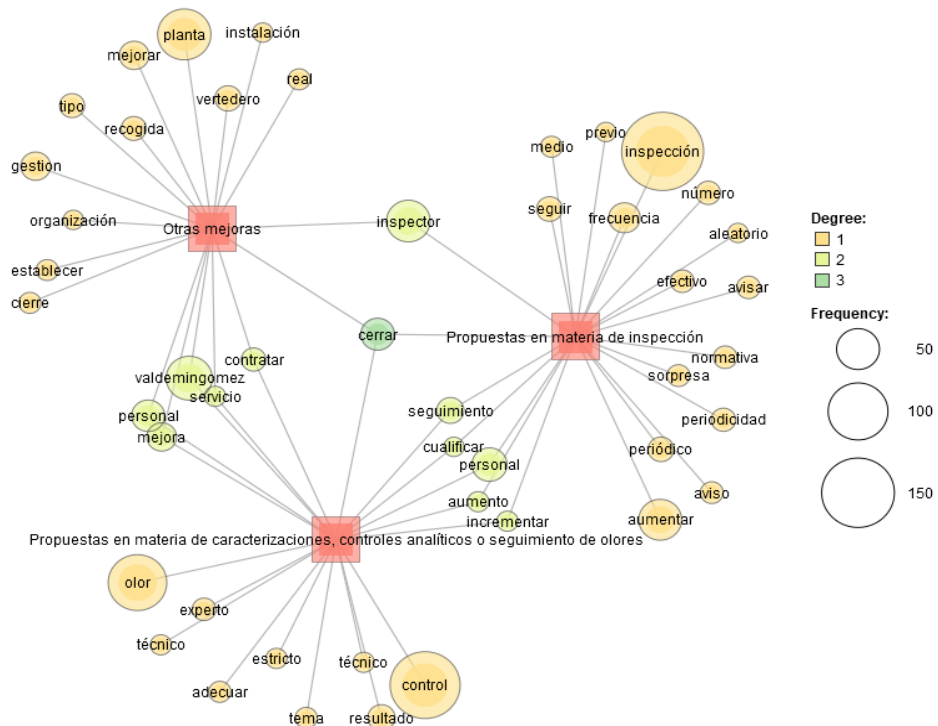 planta
instalación
mejorar
real
vertedero
tipo
recogida
gestion
organización
Otras mejoras
establecer
cierre
inspector
cerrar
contratar
valdemingomez
servicio
personal
mejora
previo
medio
inspección
número
seguir
frecuencia
aleatorio
efectivo
avisar
Propuestas en materia de inspección
normativa
sorpresa
periodicidad
periódico
aviso
aumentar
seguimiento
cualificar
personal
aumento
incrementar
Propuestas en materia de caracterizaciones, controles analíticos o seguimiento de olores
olor
experto
técnico
estricto
técnico
adecuar
control
tema
resultado
Degree:
1
2
3
Frequency:
50
100
150